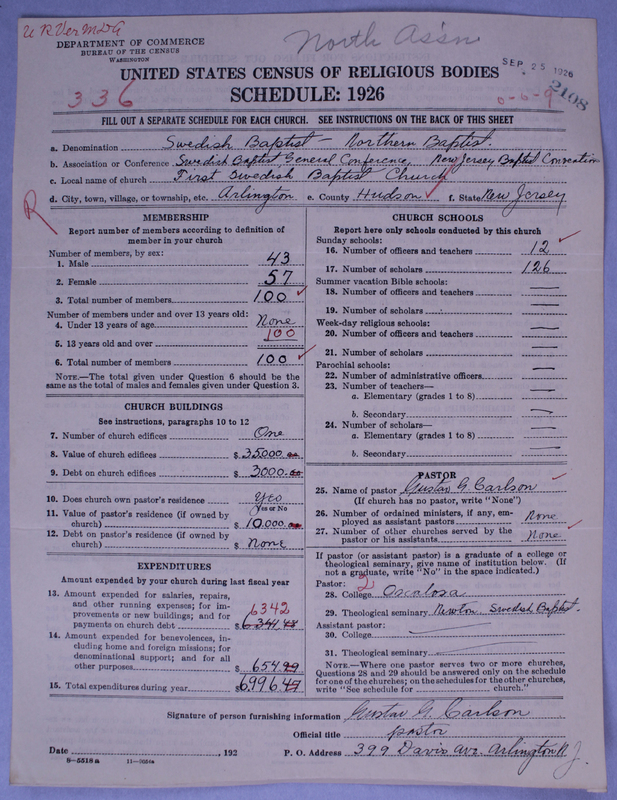 U R Ver MDG
North Ass'n
DEPARTMENT OF COMMERCE
BUREAU OF THE CENSUS
WASHINGTON
SEP 25 1926
UNITED STATES CENSUS OF RELIGIOUS BODIES
SCHEDULE: 1926
336
2108
0-6-9
FILL OUT A SEPARATE SCHEDULE FOR EACH CHURCH. SEE INSTRUCTIONS ON THE BACK OF THIS SHEET
a. Denomination Swedish Baptist - Northern Baptist.
b. Association or Conference Swedish Baptist General Conference, New Jersey Baptist Convention
c. Local name of church First Swedish Baptist Church
d. City, town, village, or township, etc. Arlington e. County Hudson f. State New Jersey
R
MEMBERSHIP
Report number of members according to definition of
member in your church
Number of members, by sex:
1. Male 43
2. Female 57
3. Total number of members 100
Number of members under and over 13 years old:
4. Under 13 years of age None
5. 13 years old and over 100
6. Total number of members 100
NOTE.—The total given under Question 6 should be the
same as the total of males and females given under Question 3.
CHURCH BUILDINGS
See instructions, paragraphs 10 to 12
7. Number of church edifices One
8. Value of church edifices $ 35000.00
9. Debt on church edifices $ 3000.00
10. Does church own pastor's residence Yes
Yes or No
11. Value of pastor's residence (if owned by
church) $ 10,000.00
12. Debt on pastor's residence (if owned by
church) $ None
EXPENDITURES
Amount expended by your church during last fiscal year
13. Amount expended for salaries, repairs,
and other running expenses; for im-
provements or new buildings; and for
payments on church debt $ 6342
14. Amount expended for benevolences, in-
cluding home and foreign missions; for
denominational support; and for all
other purposes $ 654
15. Total expenditures during year $ 6996
CHURCH SCHOOLS
Report here only schools conducted by this church
Sunday schools:
16. Number of officers and teachers 12
17. Number of scholars 126
Summer vacation Bible schools:
18. Number of officers and teachers —
19. Number of scholars —
Week-day religious schools:
20. Number of officers and teachers —
21. Number of scholars —
Parochial schools:
22. Number of administrative officers —
23. Number of teachers—
a. Elementary (grades 1 to 8) —
b. Secondary —
24. Number of scholars—
a. Elementary (grades 1 to 8) —
b. Secondary —
PASTOR
25. Name of pastor Gustav G. Carlson
(If church has no pastor, write "None")
26. Number of ordained ministers, if any, em-
ployed as assistant pastors None
27. Number of other churches served by the
pastor or his assistants None
If pastor (or assistant pastor) is a graduate of a college or
theological seminary, give name of institution below. (If
not a graduate, write "No" in the space indicated.)
Pastor: 2
28. College Oscalosa
29. Theological seminary Newton. Swedish Baptist.
Assistant pastor:
30. College
31. Theological seminary
NOTE.—Where one pastor serves two or more churches,
Questions 28 and 29 should be answered only on the schedule
for one of the churches; on the schedules for the other churches,
write "See schedule for church."
Signature of person furnishing information Gustav G. Carlson
Official title pastor
Date , 192 P. O. Address 399 Davis Ave. Arlington N.J.
8-5518 a